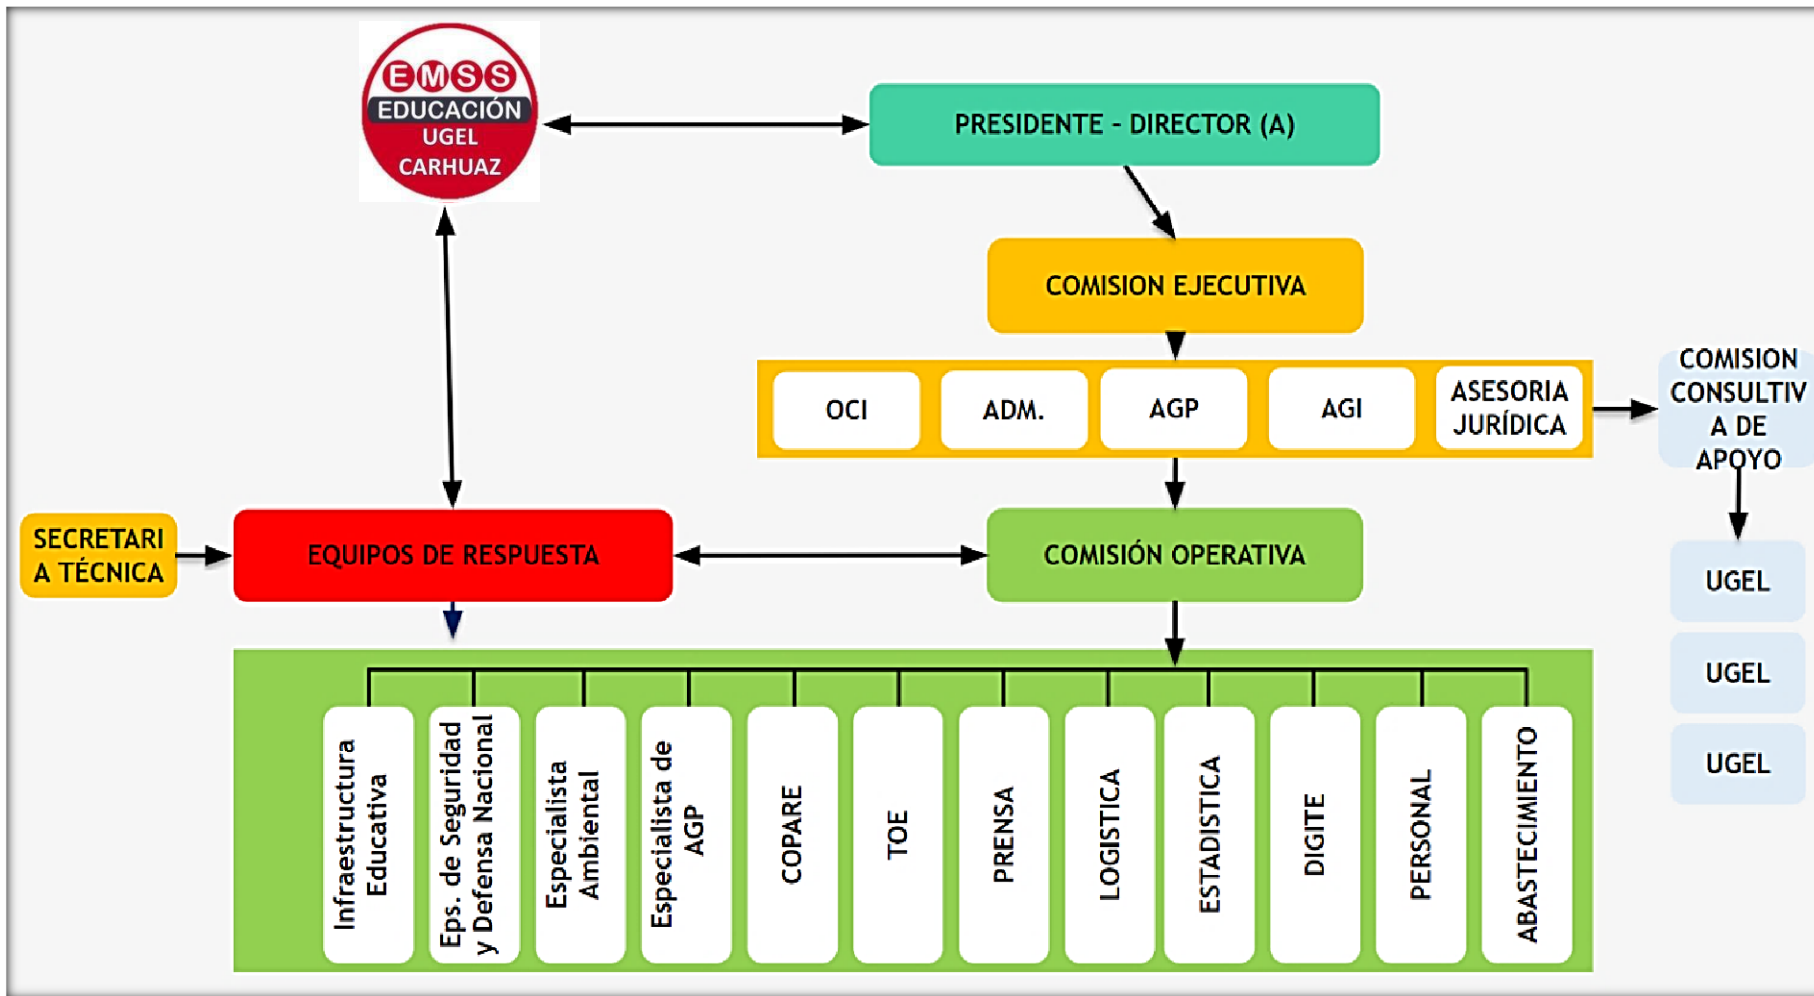 EMSS
EDUCACIÓN
UGEL
CARHUAZ
PRESIDENTE - DIRECTOR (A)
COMISION EJECUTIVA
OCI
ADM.
AGP
AGI
ASESORIA
JURÍDICA
COMISION
CONSULTIV
A DE
APOYO
SECRETARI
A TÉCNICA
EQUIPOS DE RESPUESTA
COMISIÓN OPERATIVA
UGEL
UGEL
UGEL
Infraestructura
Educativa
Eps. de Seguridad
y Defensa Nacional
Especialista
Ambiental
Especialista de
AGP
COPARE
TOE
PRENSA
LOGISTICA
ESTADISTICA
DIGITE
PERSONAL
ABASTECIMIENTO